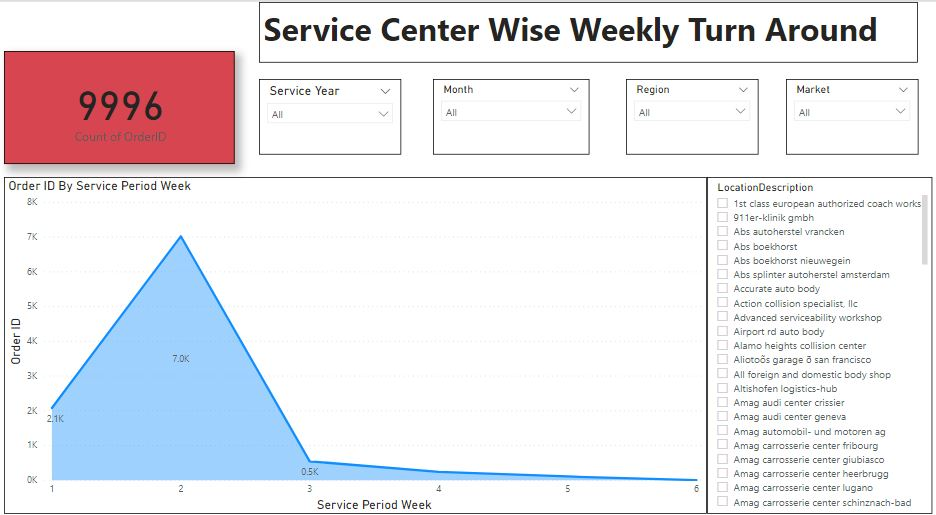 Service Center Wise Weekly Turn Around
9996
Count of OrderID
Service Year
All
Month
All
Region
All
Market
All
Order ID By Service Period Week
8K
7K
6K
5K
4K
3K
2K
1K
0K
Order ID
2.1K
7.0K
0.5K
1 2 3 4 5 6
Service Period Week
LocationDescription
1st class european authorized coach works
911er-klinik gmbh
Abs autoherstel vrancken
Abs boekhorst
Abs boekhorst nieuwegein
Abs splinter autoherstel amsterdam
Accurate auto body
Action collision specialist, llc
Advanced serviceability workshop
Airport rd auto body
Alamo heights collision center
Aliotoõs garage õ san francisco
All foreign and domestic body shop
Altishofen logistics-hub
Amag audi center crissier
Amag audi center geneva
Amag automobil- und motoren ag
Amag carrosserie center fribourg
Amag carrosserie center giubiasco
Amag carrosserie center heerbrugg
Amag carrosserie center lugano
Amag carrosserie center schinznach-bad